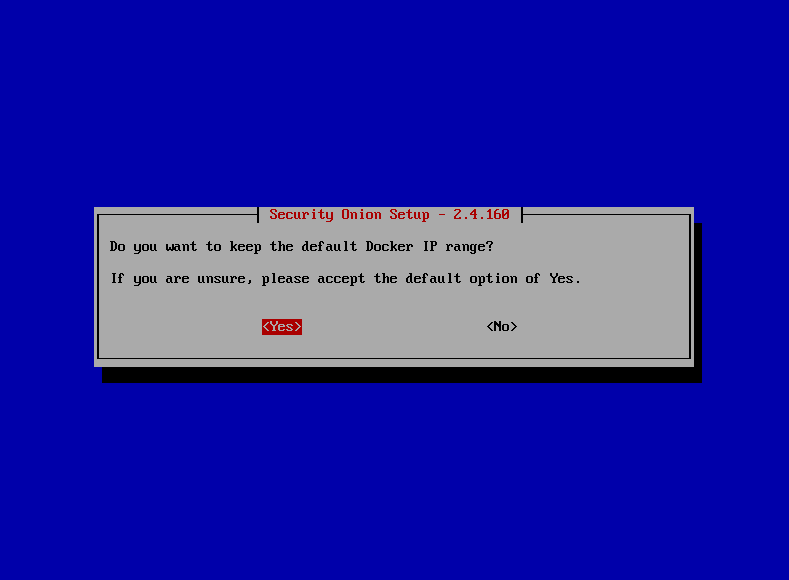 Security Onion Setup - 2.4.160
Do you want to keep the default Docker IP range?
If you are unsure, please accept the default option of Yes.
<Yes> <No>